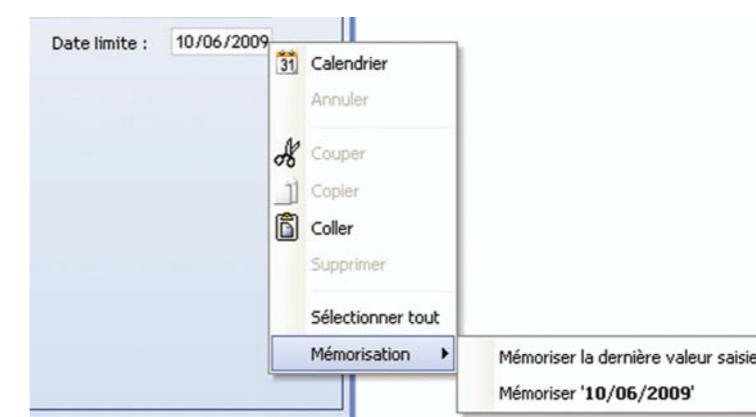 Date limite : 10/06/2009
31 Calendrier
Annuler
Couper
Copier
Coller
Supprimer
Sélectionner tout
Mémorisation
Mémoriser la dernière valeur saisie
Mémoriser '10/06/2009'